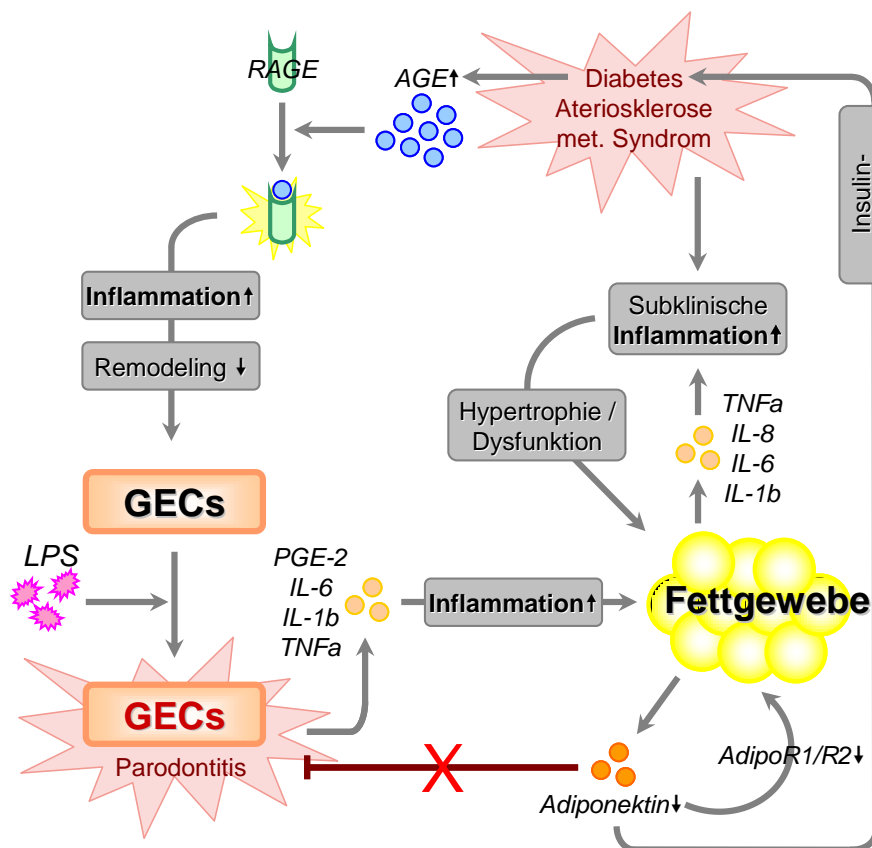 RAGE
AGE↑
Diabetes
Ateriosklerose
met. Syndrom
Insulin-
Inflammation↑
Remodeling ↓
Subklinische
Inflammation↑
Hypertrophie /
Dysfunktion
TNFa
IL-8
IL-6
IL-1b
GECs
LPS
PGE-2
IL-6
IL-1b
TNFa
Inflammation↑
Fettgewebe
GECs
Parodontitis
X
AdipoR1/R2↓
Adiponektin↓